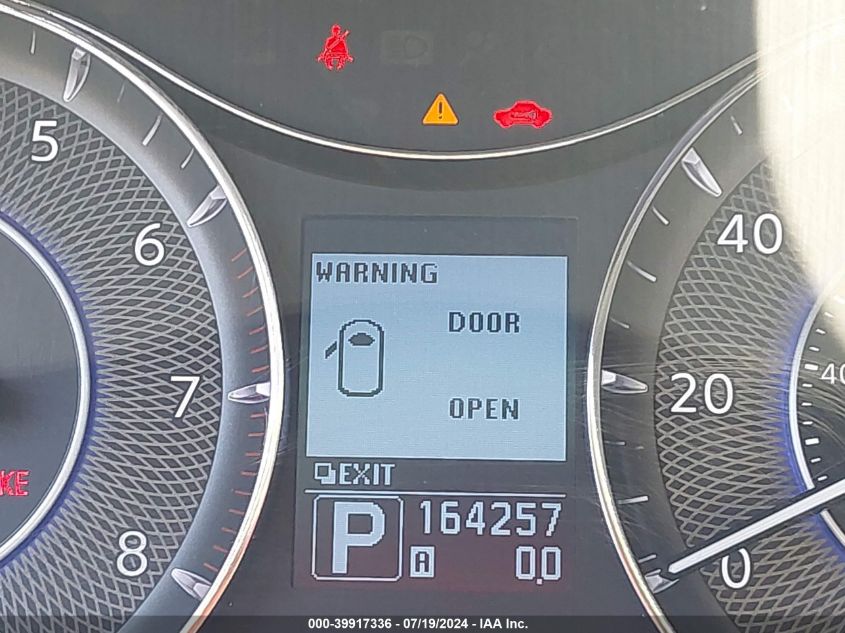 5
6
7
8
KE
WARNING
DOOR
OPEN
EXIT
P 164257
A 0.0
40
20
0
40
000-39917336 - 07/19/2024 - IAA Inc.